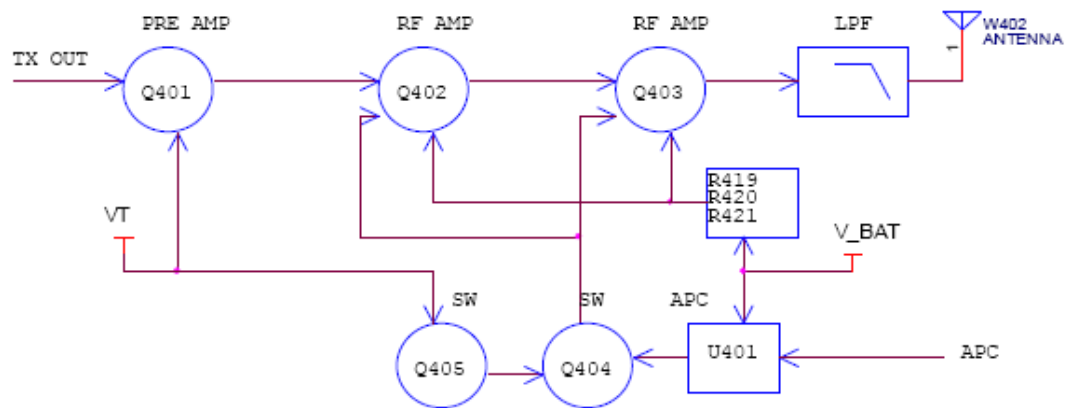 PRE AMP
RF AMP
RF AMP
LPF
W402
ANTENNA
1
TX OUT
Q401
Q402
Q403
R419
R420
R421
VT
V_BAT
SW
SW
APC
Q405
Q404
U401
APC